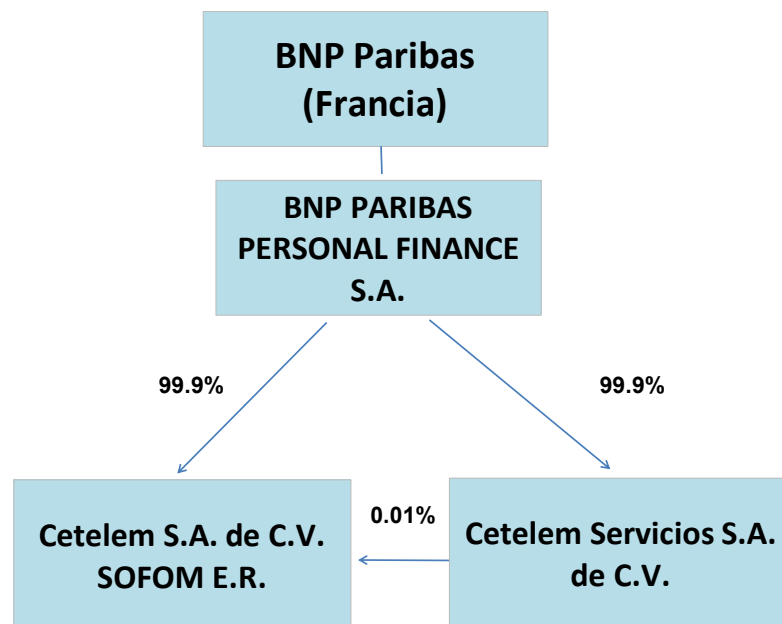 BNP Paribas
(Francia)
BNP PARIBAS
PERSONAL FINANCE
S.A.
99.9%
99.9%
Cetelem S.A. de C.V.
SOFOM E.R.
0.01%
Cetelem Servicios S.A.
de C.V.